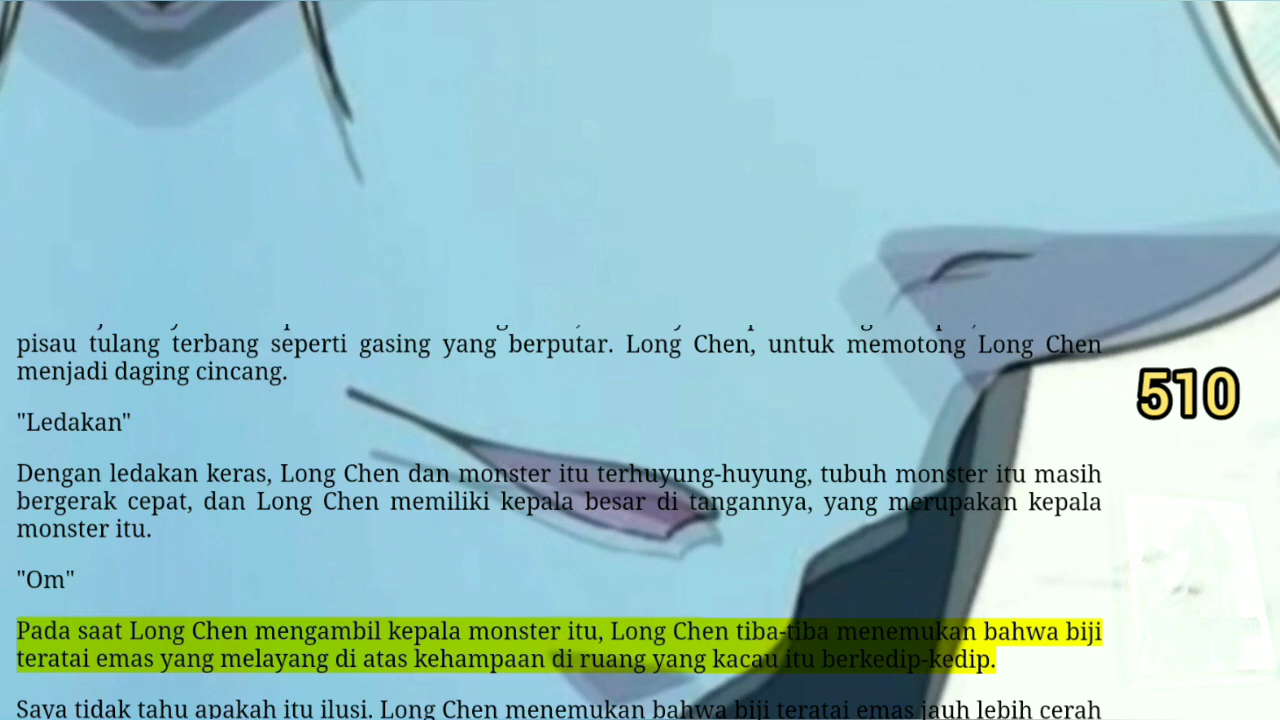 pisau tulang terbang seperti gasing yang berputar. Long Chen, untuk memotong Long Chen
menjadi daging cincang.
510
"Ledakan"
Dengan ledakan keras, Long Chen dan monster itu terhuyung-huyung, tubuh monster itu masih
bergerak cepat, dan Long Chen memiliki kepala besar di tangannya, yang merupakan kepala
monster itu.
"Om"
Pada saat Long Chen mengambil kepala monster itu, Long Chen tiba-tiba menemukan bahwa biji
teratai emas yang melayang di atas kehampaan di ruang yang kacau itu berkedip-kedip.
Saya tidak tahu apakah itu ilusi. Long Chen menemukan bahwa biji teratai emas jauh lebih cerah